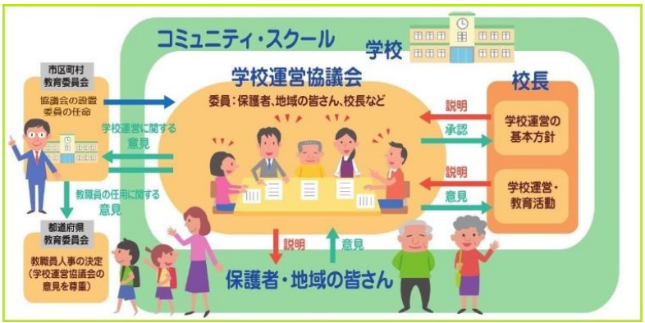 コミュニティ・スクール
学校
市区町村
教育委員会
協議会の設置
委員の任命
学校運営に関する
意見
教職員の任用に関する
意見
都道府県
教育委員会
教職員人事の決定
(学校運営協議会の
意見を尊重)
学校運営協議会
委員:保護者、地域の皆さん、校長など
説明
承認
説明
意見
校長
学校運営の
基本方針
学校運営・
教育活動
説明
意見
保護者・地域の皆さん